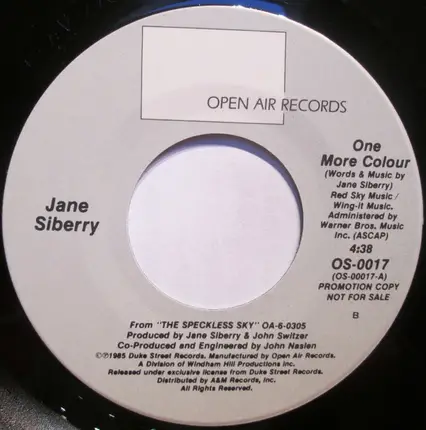 OPEN AIR RECORDS
One
More Colour
(Words & Music by
Jane Siberry)
Red Sky Music/
Wing-it Music.
Administered by
Warner Bros. Music
Inc. (ASCAP)
4:38
OS-0017
(OS-00017-A)
PROMOTION COPY
NOT FOR SALE
B
Jane
Siberry
From "THE SPECKLESS SKY" OA-6-0305
Produced by Jane Siberry & John Switzer
Co-Produced and Engineered by John Naslen
©℗1985 Duke Street Records. Manufactured by Open Air Records.
A Division of Windham Hill Productions Inc.
Released under exclusive license from Duke Street Records.
Distributed by A&M Records, Inc.
All Rights Reserved.